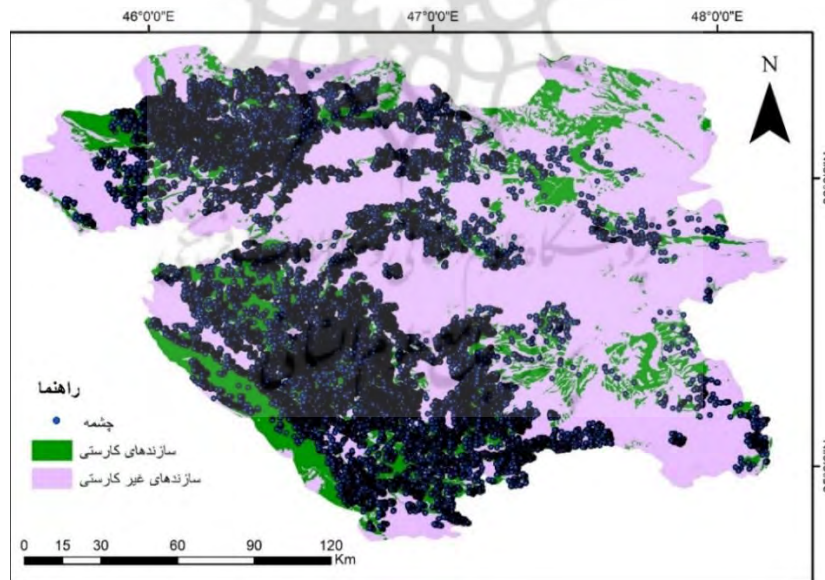 46°0'0"E 47°0'0"E 48°0'0"E
N
راهنما
چشمه
سازندهای کارستی
سازندهای غیر کارستی
0 15 30 60 90 120
Km